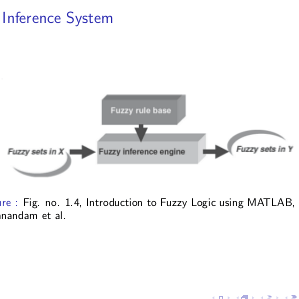 Inference System
Fuzzy rule base
Fuzzy sets in X
Fuzzy inference engine
Fuzzy sets in Y
ure : Fig. no. 1.4, Introduction to Fuzzy Logic using MATLAB,
nandam et al.